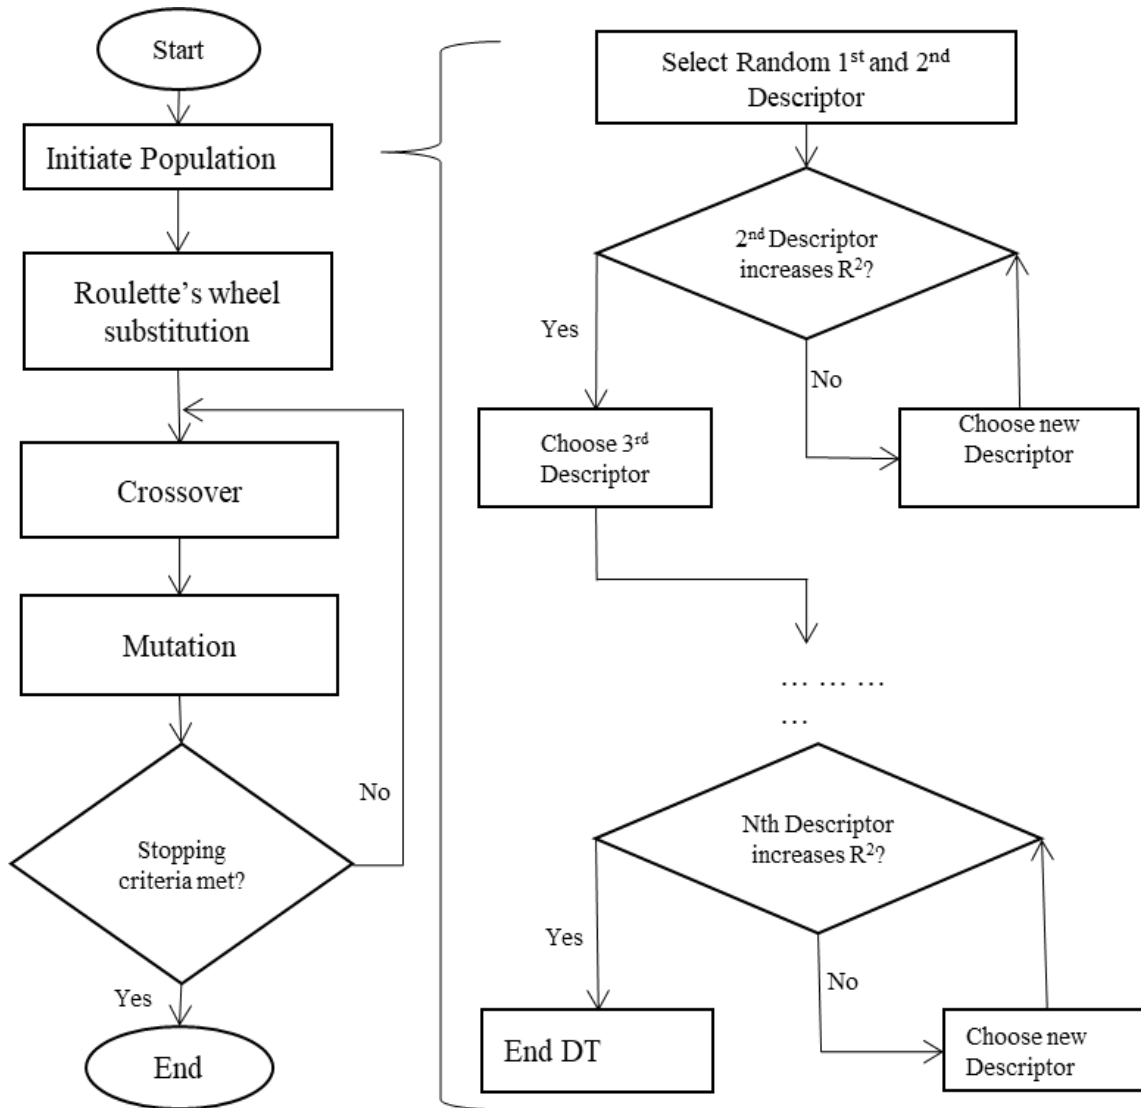 Start
Initiate Population
Roulette’s wheel
substitution
Crossover
Mutation
No
Stopping
criteria met?
Yes
End
Select Random 1st and 2nd
Descriptor
2nd Descriptor
increases R²?
Yes
No
Choose 3rd
Descriptor
Choose new
Descriptor
... ... ...
...
Nth Descriptor
increases R²?
Yes
No
End DT
Choose new
Descriptor